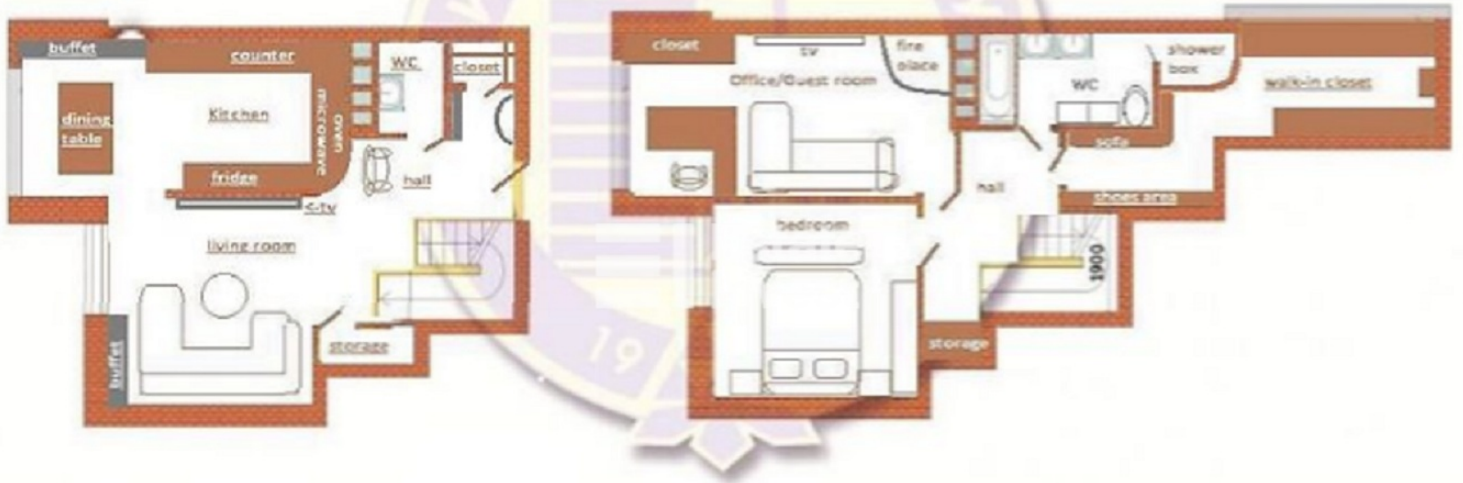 buffet
counter
WC
closet
dining
table
Kitchen
oven
microwave
fridge
hall
<-tv
living room
buffet
storage
closet
tv
fire
place
Office/Guest room
WC
shower
box
walk-in closet
sofa
hall
shoes area
bedroom
1900
storage
19